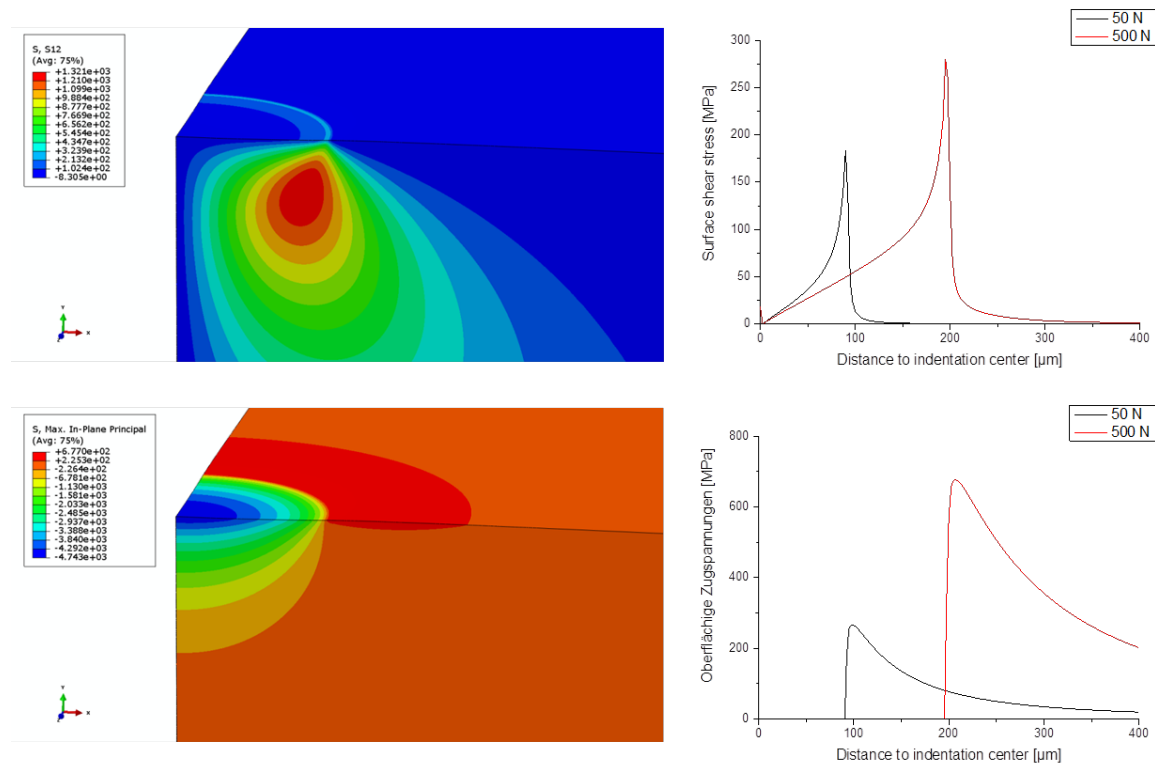 S, S12
(Avg: 75%)
+1.321e+03
+1.210e+03
+1.099e+03
+9.884e+02
+8.777e+02
+7.669e+02
+6.562e+02
+5.454e+02
+4.347e+02
+3.239e+02
+2.132e+02
+1.024e+02
-8.305e+00
Y
X
Z
50 N
500 N
Surface shear stress [MPa]
300
250
200
150
100
50
0
0 100 200 300 400
Distance to indentation center [µm]
S, Max. In-Plane Principal
(Avg: 75%)
+6.770e+02
+2.253e+02
-2.264e+02
-6.781e+02
-1.130e+03
-1.581e+03
-2.033e+03
-2.485e+03
-2.937e+03
-3.388e+03
-3.840e+03
-4.292e+03
-4.743e+03
Y
X
Z
50 N
500 N
Oberflächige Zugspannungen [MPa]
800
600
400
200
0
0 100 200 300 400
Distance to indentation center [µm]